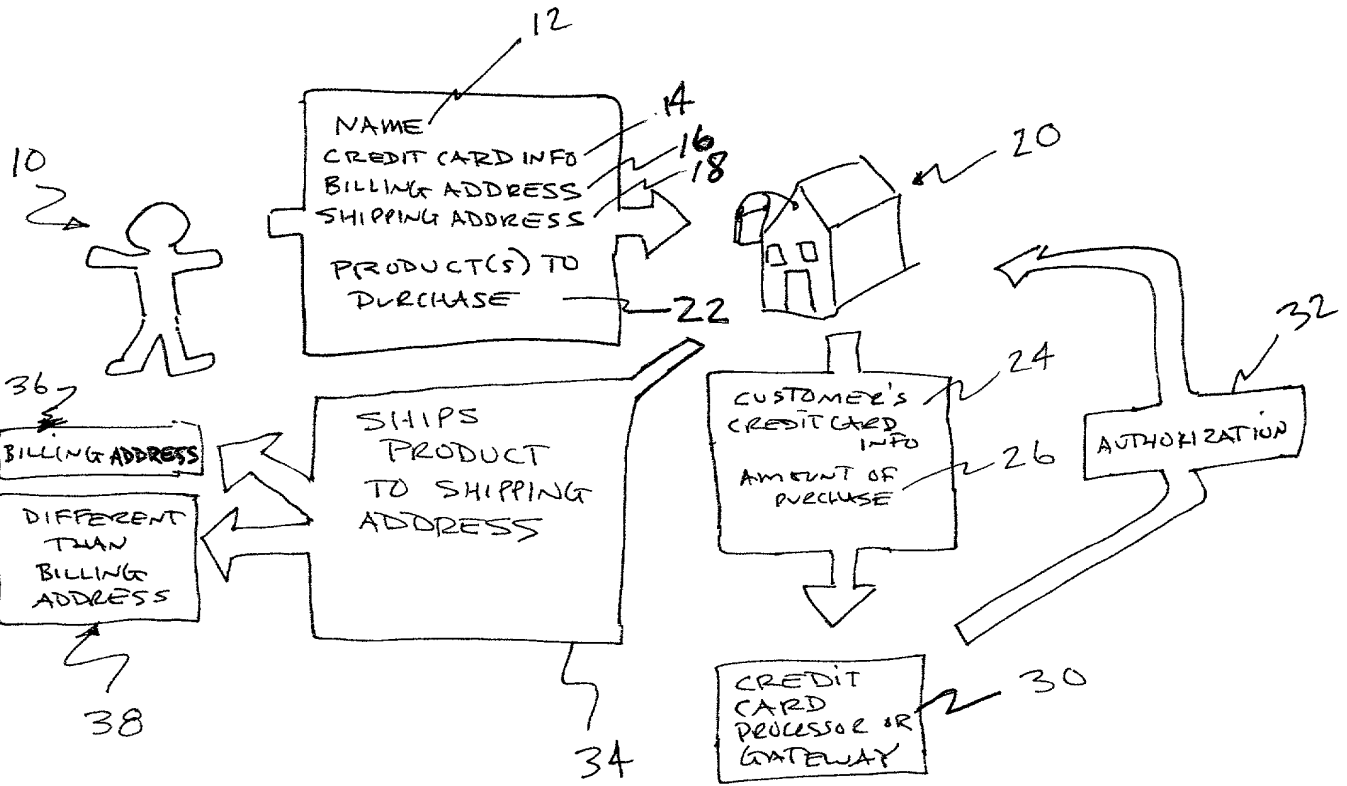 12
NAME
14
CREDIT CARD INFO
16
BILLING ADDRESS
18
SHIPPING ADDRESS
PRODUCT(S) TO
PURCHASE
22
10
20
36
BILLING ADDRESS
DIFFERENT
THAN
BILLING
ADDRESS
38
SHIPS
PRODUCT
TO SHIPPING
ADDRESS
34
CUSTOMER'S
CREDIT CARD
INFO
24
AMOUNT OF
PURCHASE
26
32
AUTHORIZATION
CREDIT
CARD
PROCESSOR OR
GATEWAY
30